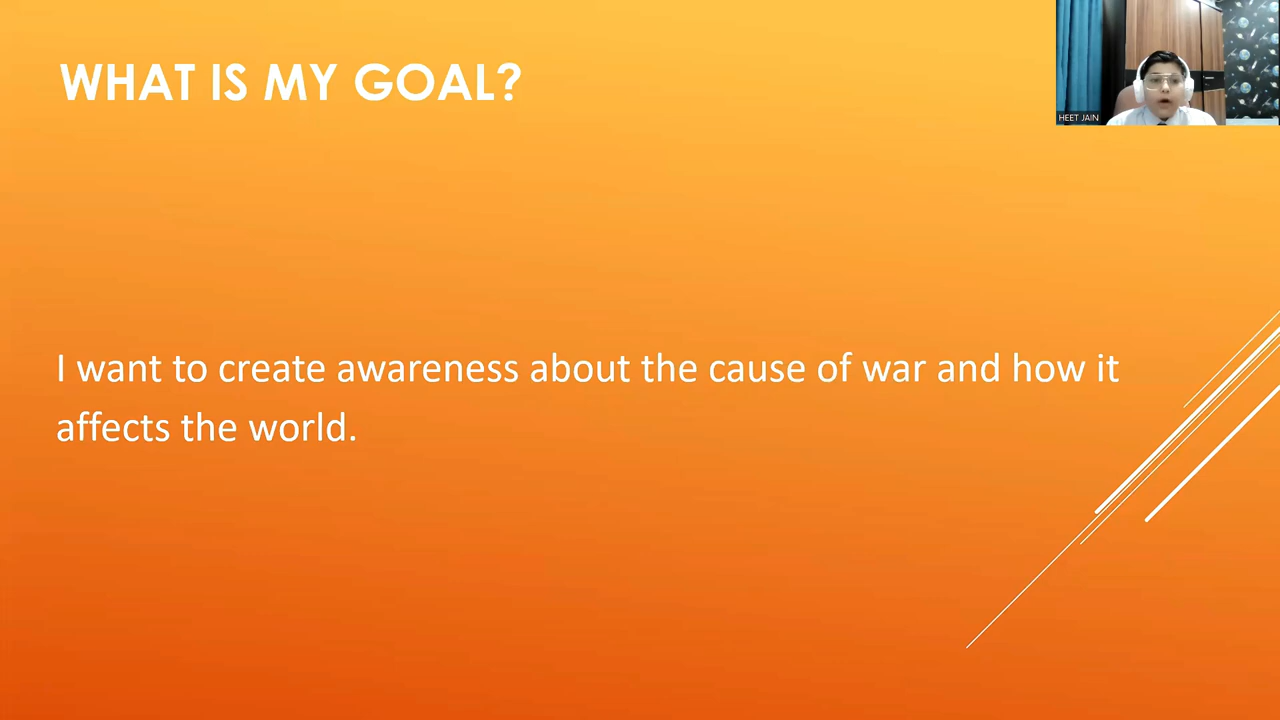 WHAT IS MY GOAL?
HEET JAIN
I want to create awareness about the cause of war and how it
affects the world.